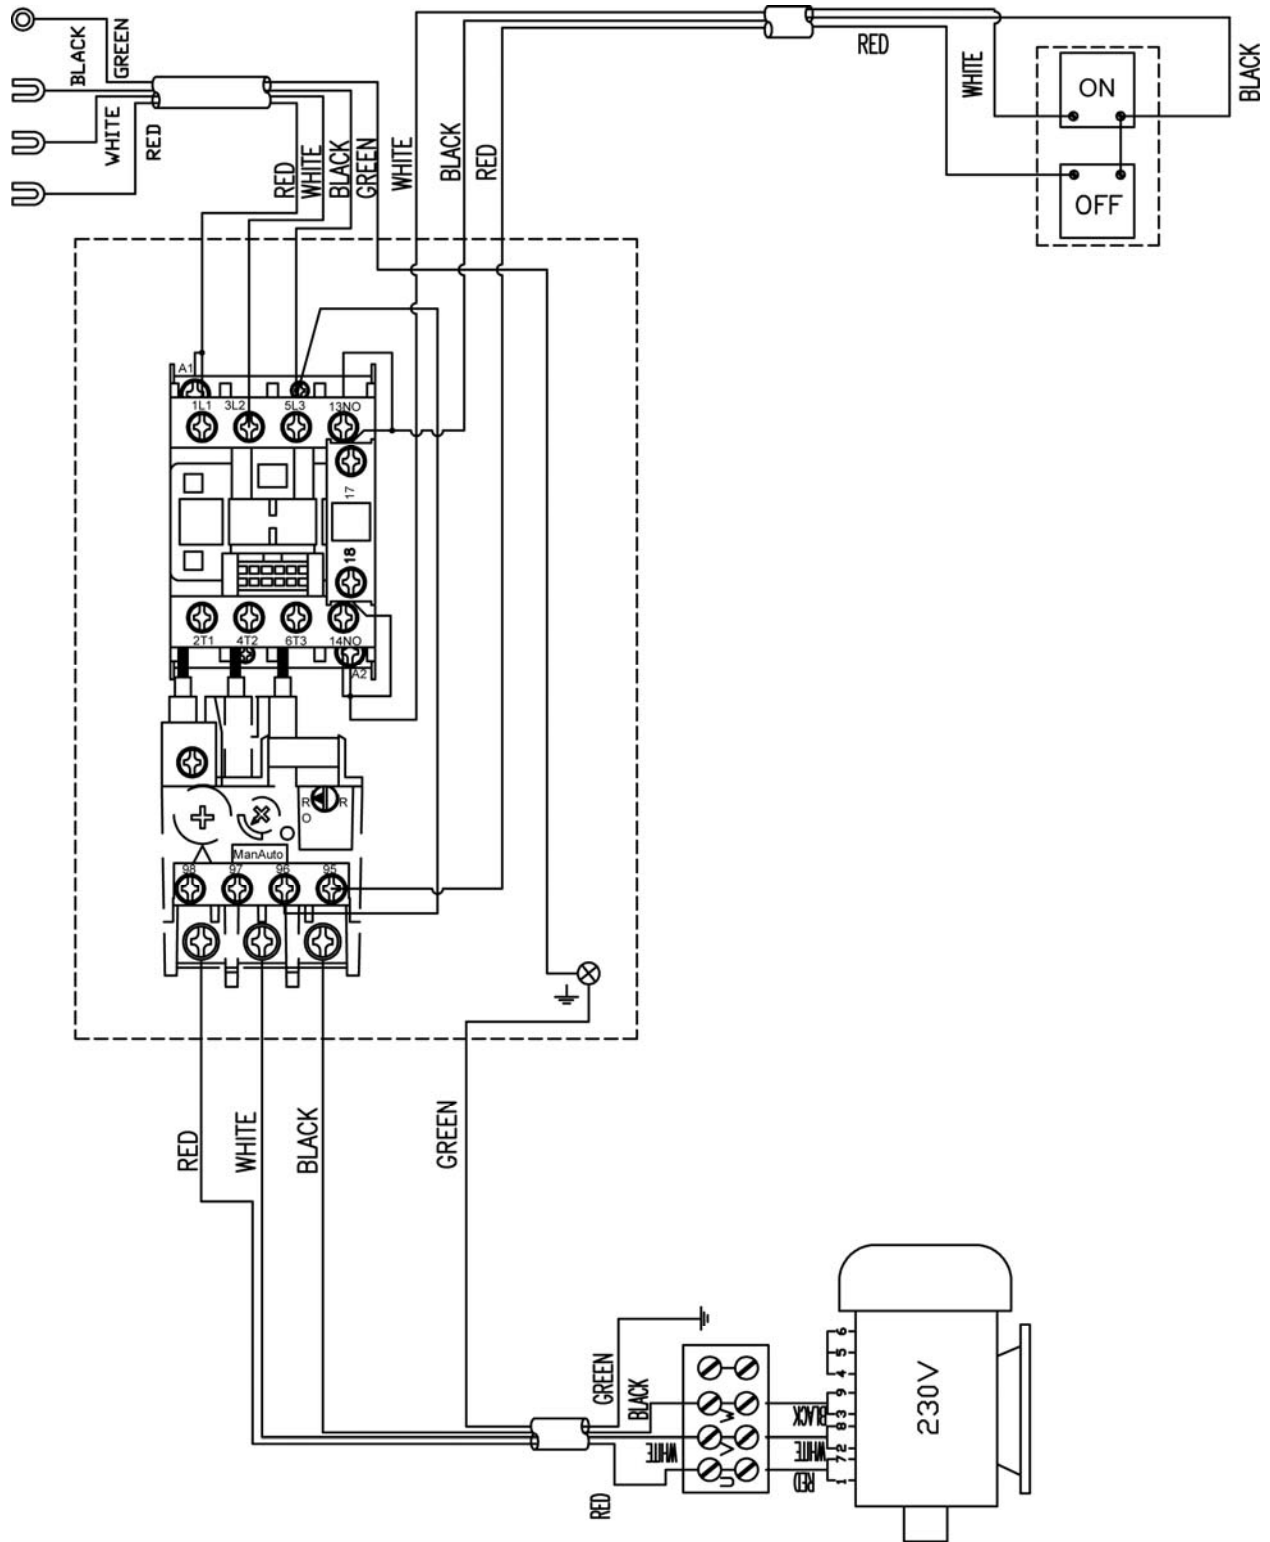 BLACK
GREEN
WHITE
RED
RED
WHITE
BLACK
GREEN
WHITE
BLACK
RED
RED
WHITE
BLACK
ON
OFF
A1
1L1 3L2 5L3 13NO
17
18
2T1 4T2 6T3 14NO
A2
R R
O
ManAuto
98 97 96 95
RED
WHITE
BLACK
GREEN
GREEN
BLACK
WHITE
RED
W
V
U
BLACK
WHITE
RED
6
5
4
9
3
8
2
7
1
230V